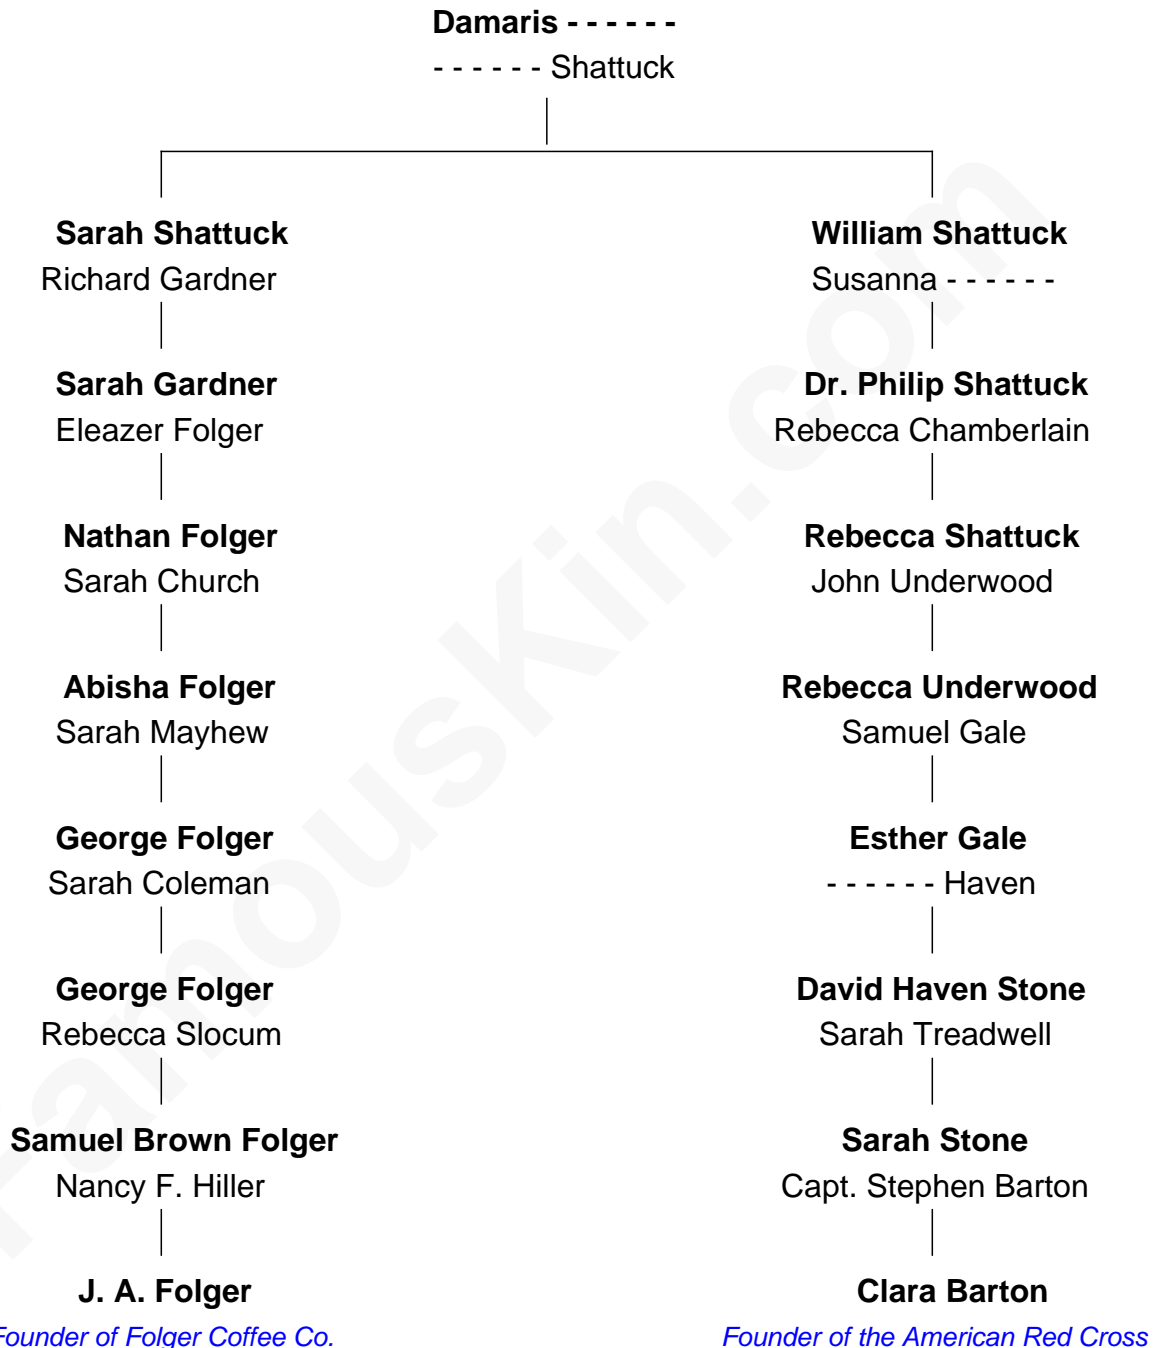 Damaris - - - - - -
- - - - - - Shattuck
Sarah Shattuck
Richard Gardner
Sarah Gardner
Eleazer Folger
Nathan Folger
Sarah Church
Abisha Folger
Sarah Mayhew
George Folger
Sarah Coleman
George Folger
Rebecca Slocum
Samuel Brown Folger
Nancy F. Hiller
J. A. Folger
Founder of Folger Coffee Co.
William Shattuck
Susanna - - - - - -
Dr. Philip Shattuck
Rebecca Chamberlain
Rebecca Shattuck
John Underwood
Rebecca Underwood
Samuel Gale
Esther Gale
- - - - - - Haven
David Haven Stone
Sarah Treadwell
Sarah Stone
Capt. Stephen Barton
Clara Barton
Founder of the American Red Cross
FamousKin.com